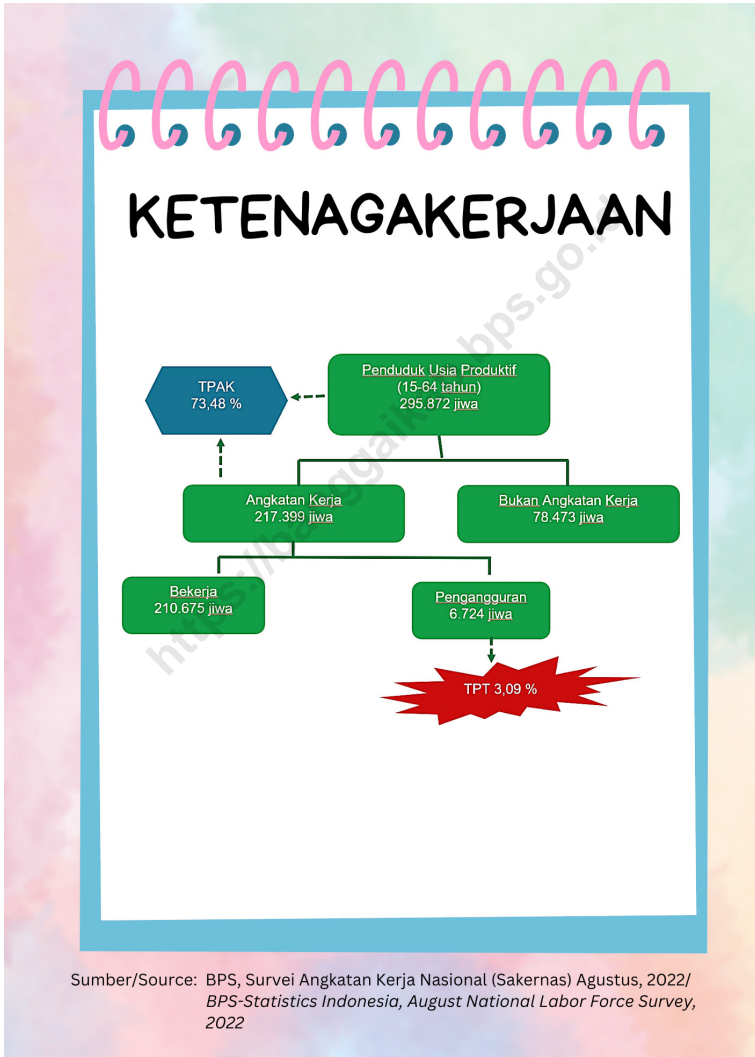 KETENAGAKERJAAN
TPAK
73,48 %
Penduduk Usia Produktif
(15-64 tahun)
295.872 jiwa
Angkatan Kerja
217.399 jiwa
Bukan Angkatan Kerja
78.473 jiwa
Bekerja
210.675 jiwa
Pengangguran
6.724 jiwa
TPT 3,09 %
Sumber/Source: BPS, Survei Angkatan Kerja Nasional (Sakernas) Agustus, 2022/
BPS-Statistics Indonesia, August National Labor Force Survey,
2022